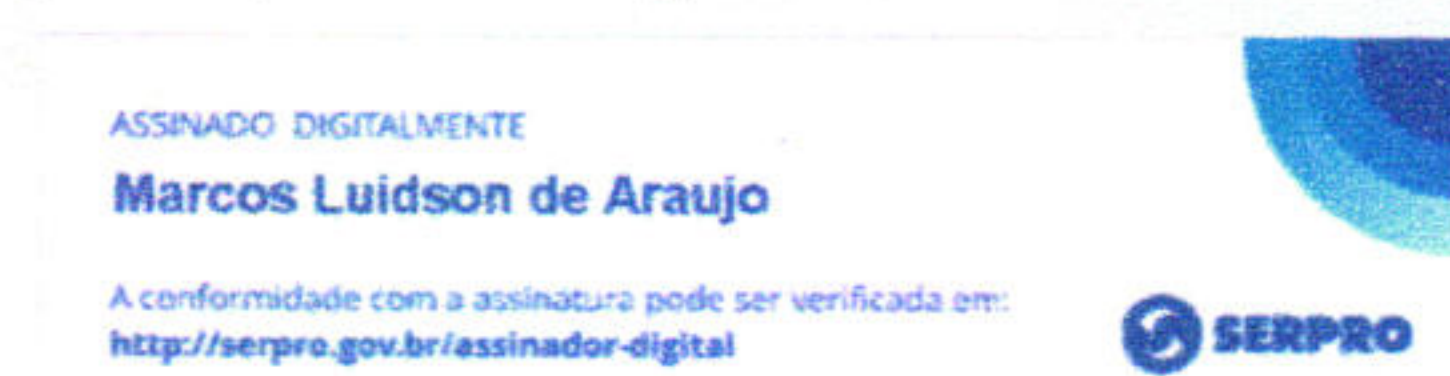 ASSINADO DIGITALMENTE
Marcos Luidson de Araujo
A conformidade com a assinatura pode ser verificada em:
http://serpro.gov.br/assinador-digital
SERPRO